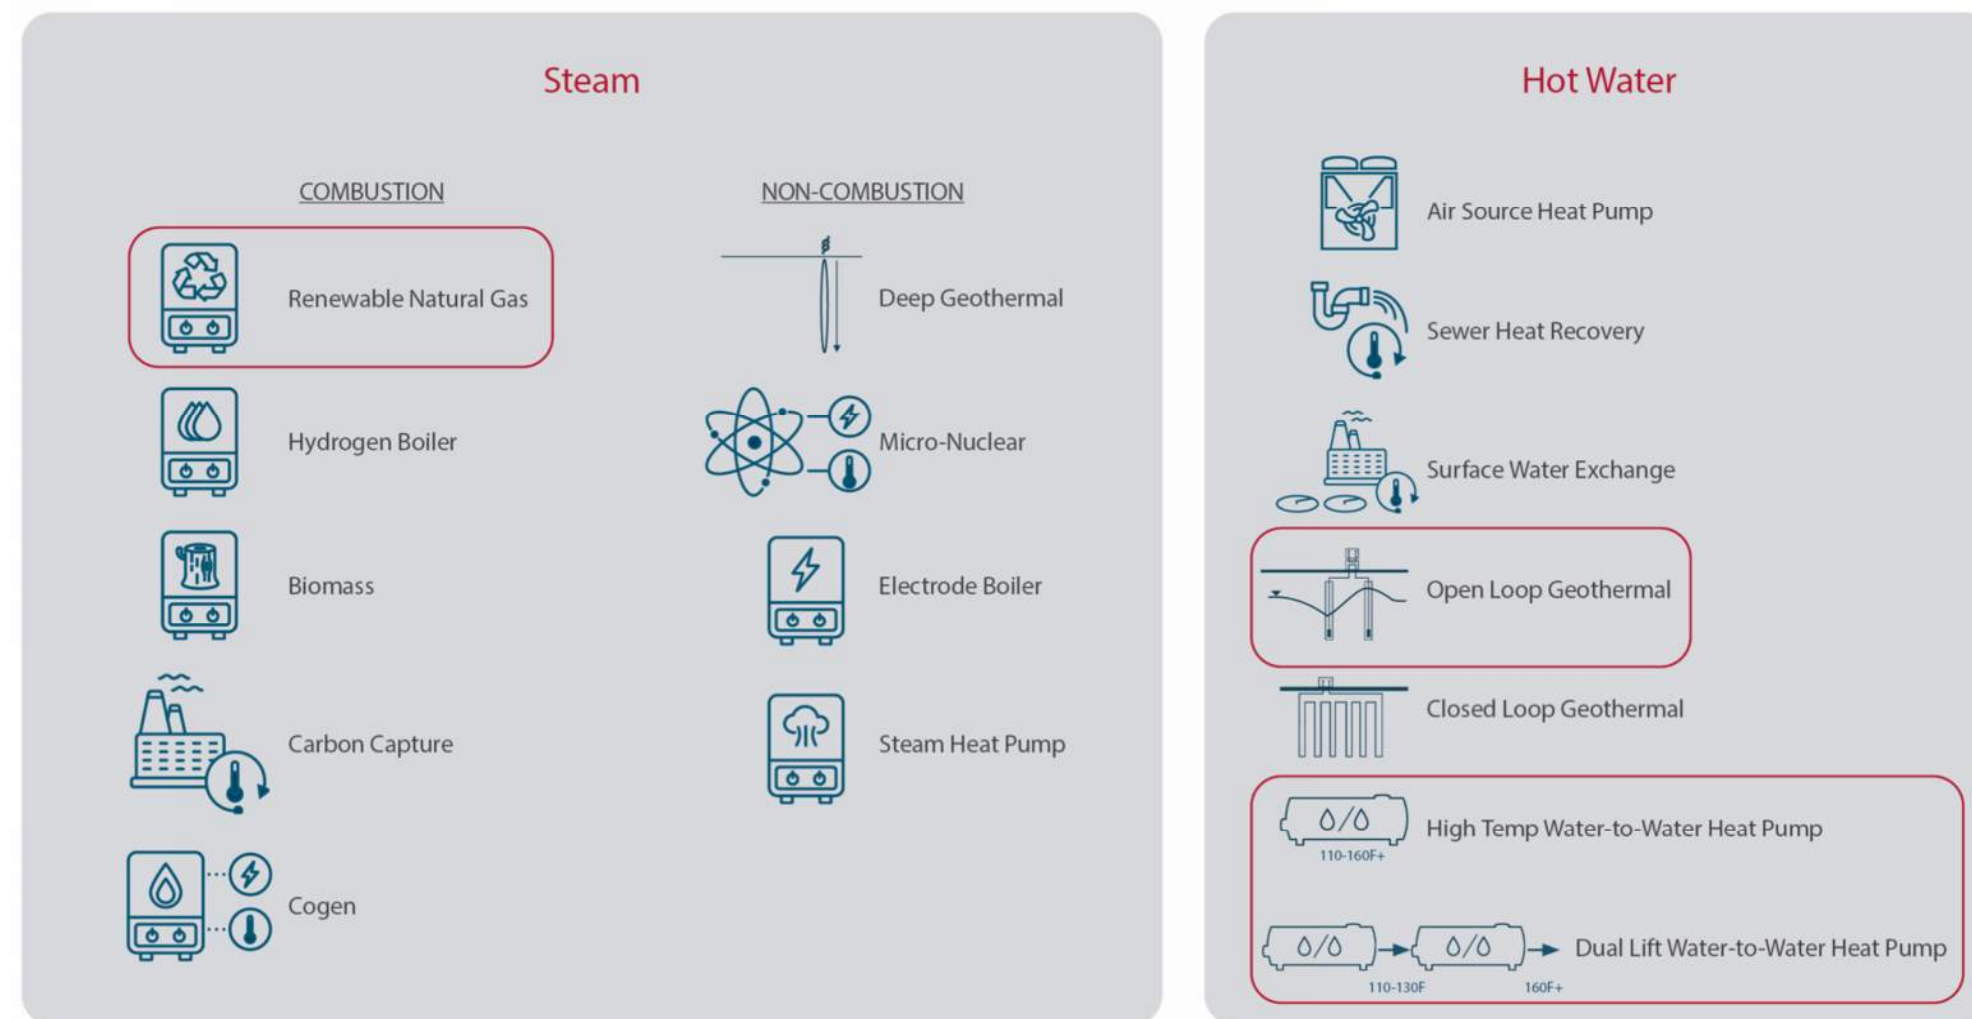 Steam
COMBUSTION
Renewable Natural Gas
Hydrogen Boiler
Biomass
Carbon Capture
Cogen
NON-COMBUSTION
Deep Geothermal
Micro-Nuclear
Electrode Boiler
Steam Heat Pump
Hot Water
Air Source Heat Pump
Sewer Heat Recovery
Surface Water Exchange
Open Loop Geothermal
Closed Loop Geothermal
High Temp Water-to-Water Heat Pump
110-160F+
Dual Lift Water-to-Water Heat Pump
110-130F
160F+